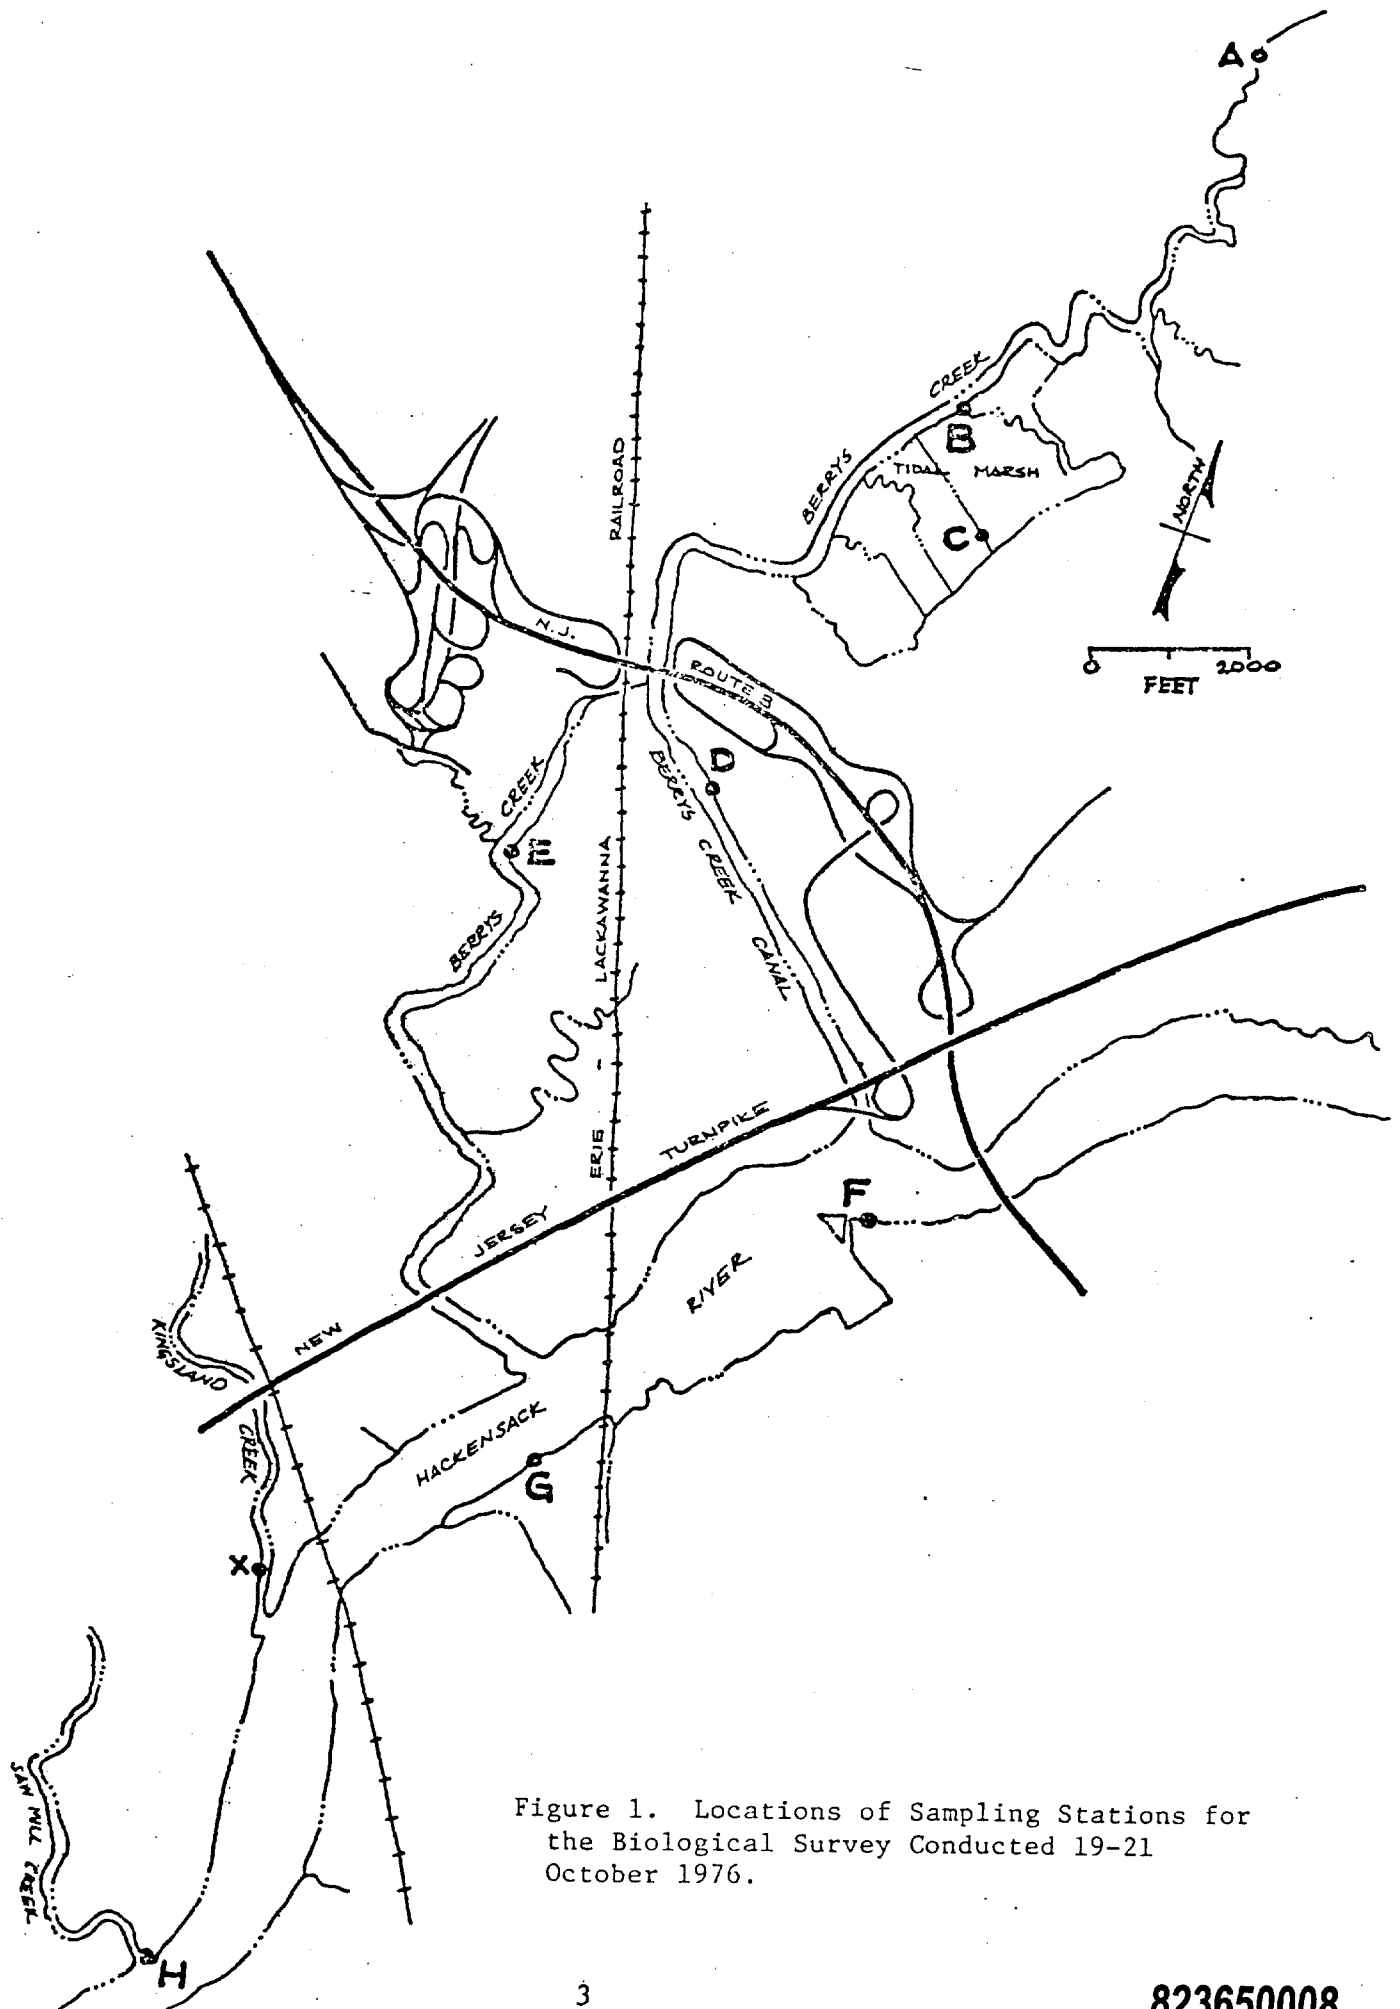 A
CREEK
B
BERRYS
TIDAL MARSH
C
NORTH
0 2000
FEET
RAILROAD
N.J.
ROUTE 3
D
BERRYS CREEK CANAL
CREEK
E
BERRYS
LACKAWANNA
ERIE -
NEW JERSEY TURNPIKE
F
RIVER
HACKENSACK
G
KINGSLAND
CREEK
X
SAW MILL CREEK
H
Figure 1. Locations of Sampling Stations for
the Biological Survey Conducted 19-21
October 1976.
3
823650008